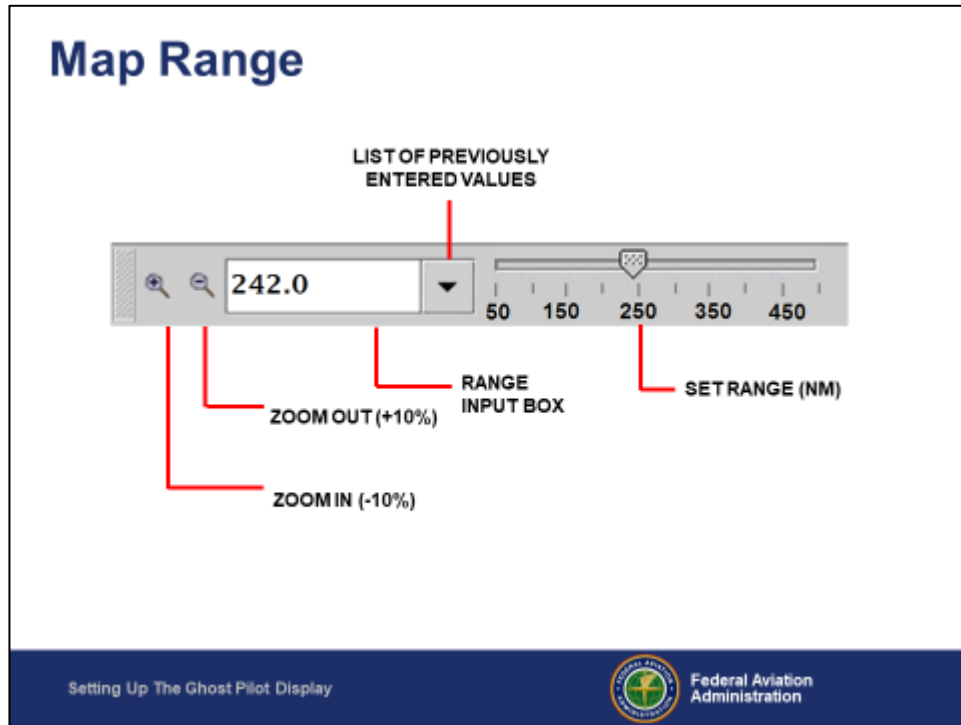 Map Range
LIST OF PREVIOUSLY
ENTERED VALUES
242.0
50 150 250 350 450
RANGE
INPUT BOX
SET RANGE (NM)
ZOOM OUT (+10%)
ZOOM IN (-10%)
Setting Up The Ghost Pilot Display
Federal Aviation
Administration